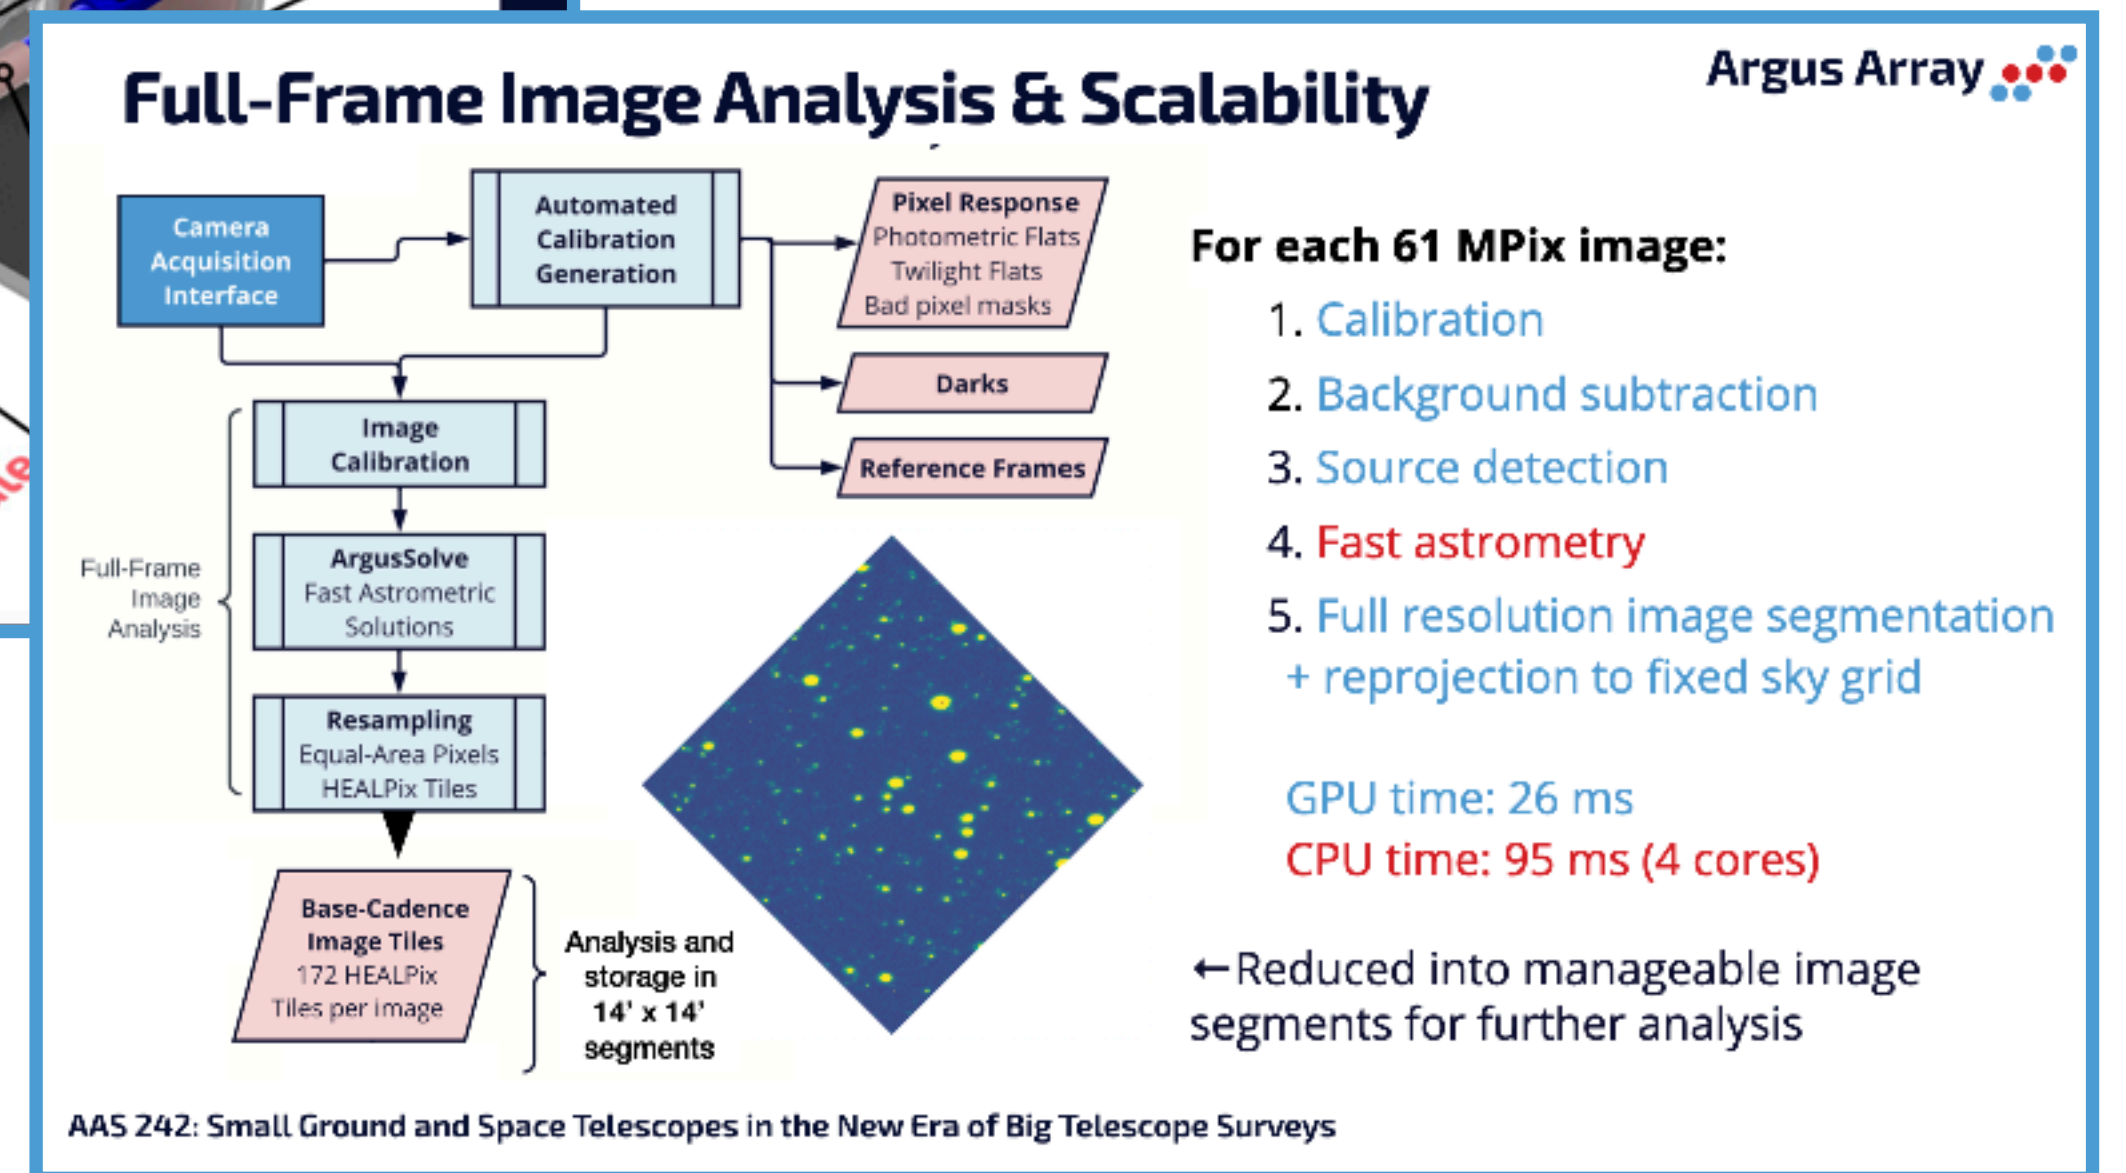 Full-Frame Image Analysis & Scalability
Argus Array
Camera
Acquisition
Interface
Automated
Calibration
Generation
Pixel Response
Photometric Flats
Twilight Flats
Bad pixel masks
Darks
Reference Frames
Image
Calibration
Full-Frame
Image
Analysis
ArgusSolve
Fast Astrometric
Solutions
Resampling
Equal-Area Pixels
HEALPix Tiles
Base-Cadence
Image Tiles
172 HEALPix
Tiles per image
Analysis and
storage in
14' x 14'
segments
For each 61 MPix image:
1. Calibration
2. Background subtraction
3. Source detection
4. Fast astrometry
5. Full resolution image segmentation
+ reprojection to fixed sky grid
GPU time: 26 ms
CPU time: 95 ms (4 cores)
←Reduced into manageable image
segments for further analysis
AAS 242: Small Ground and Space Telescopes in the New Era of Big Telescope Surveys